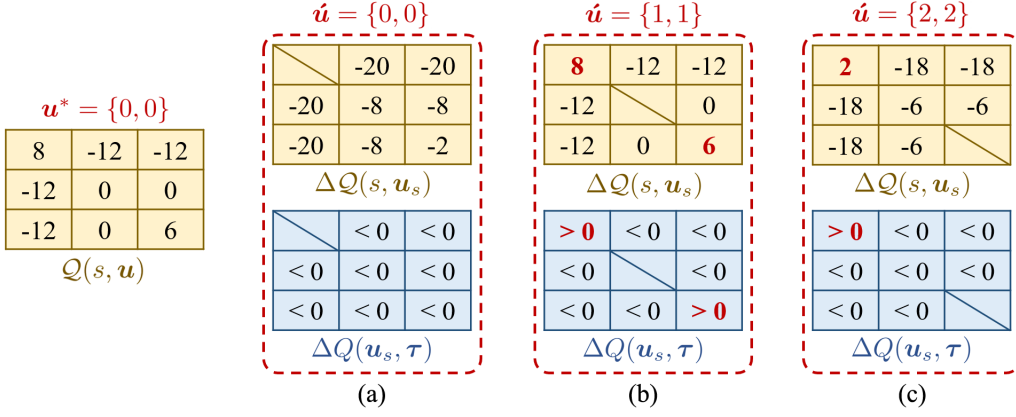 u* = {0, 0}
8 -12 -12
-12 0 0
-12 0 6
Q(s, u)
ú = {0, 0}
-20 -20
-20 -8 -8
-20 -8 -2
ΔQ(s, u_s)
< 0 < 0
< 0 < 0 < 0
< 0 < 0 < 0
ΔQ(u_s, τ)
(a)
ú = {1, 1}
8 -12 -12
-12 0
-12 0 6
ΔQ(s, u_s)
> 0 < 0 < 0
< 0 < 0
< 0 < 0 > 0
ΔQ(u_s, τ)
(b)
ú = {2, 2}
2 -18 -18
-18 -6 -6
-18 -6
ΔQ(s, u_s)
> 0 < 0 < 0
< 0 < 0 < 0
< 0 < 0
ΔQ(u_s, τ)
(c)